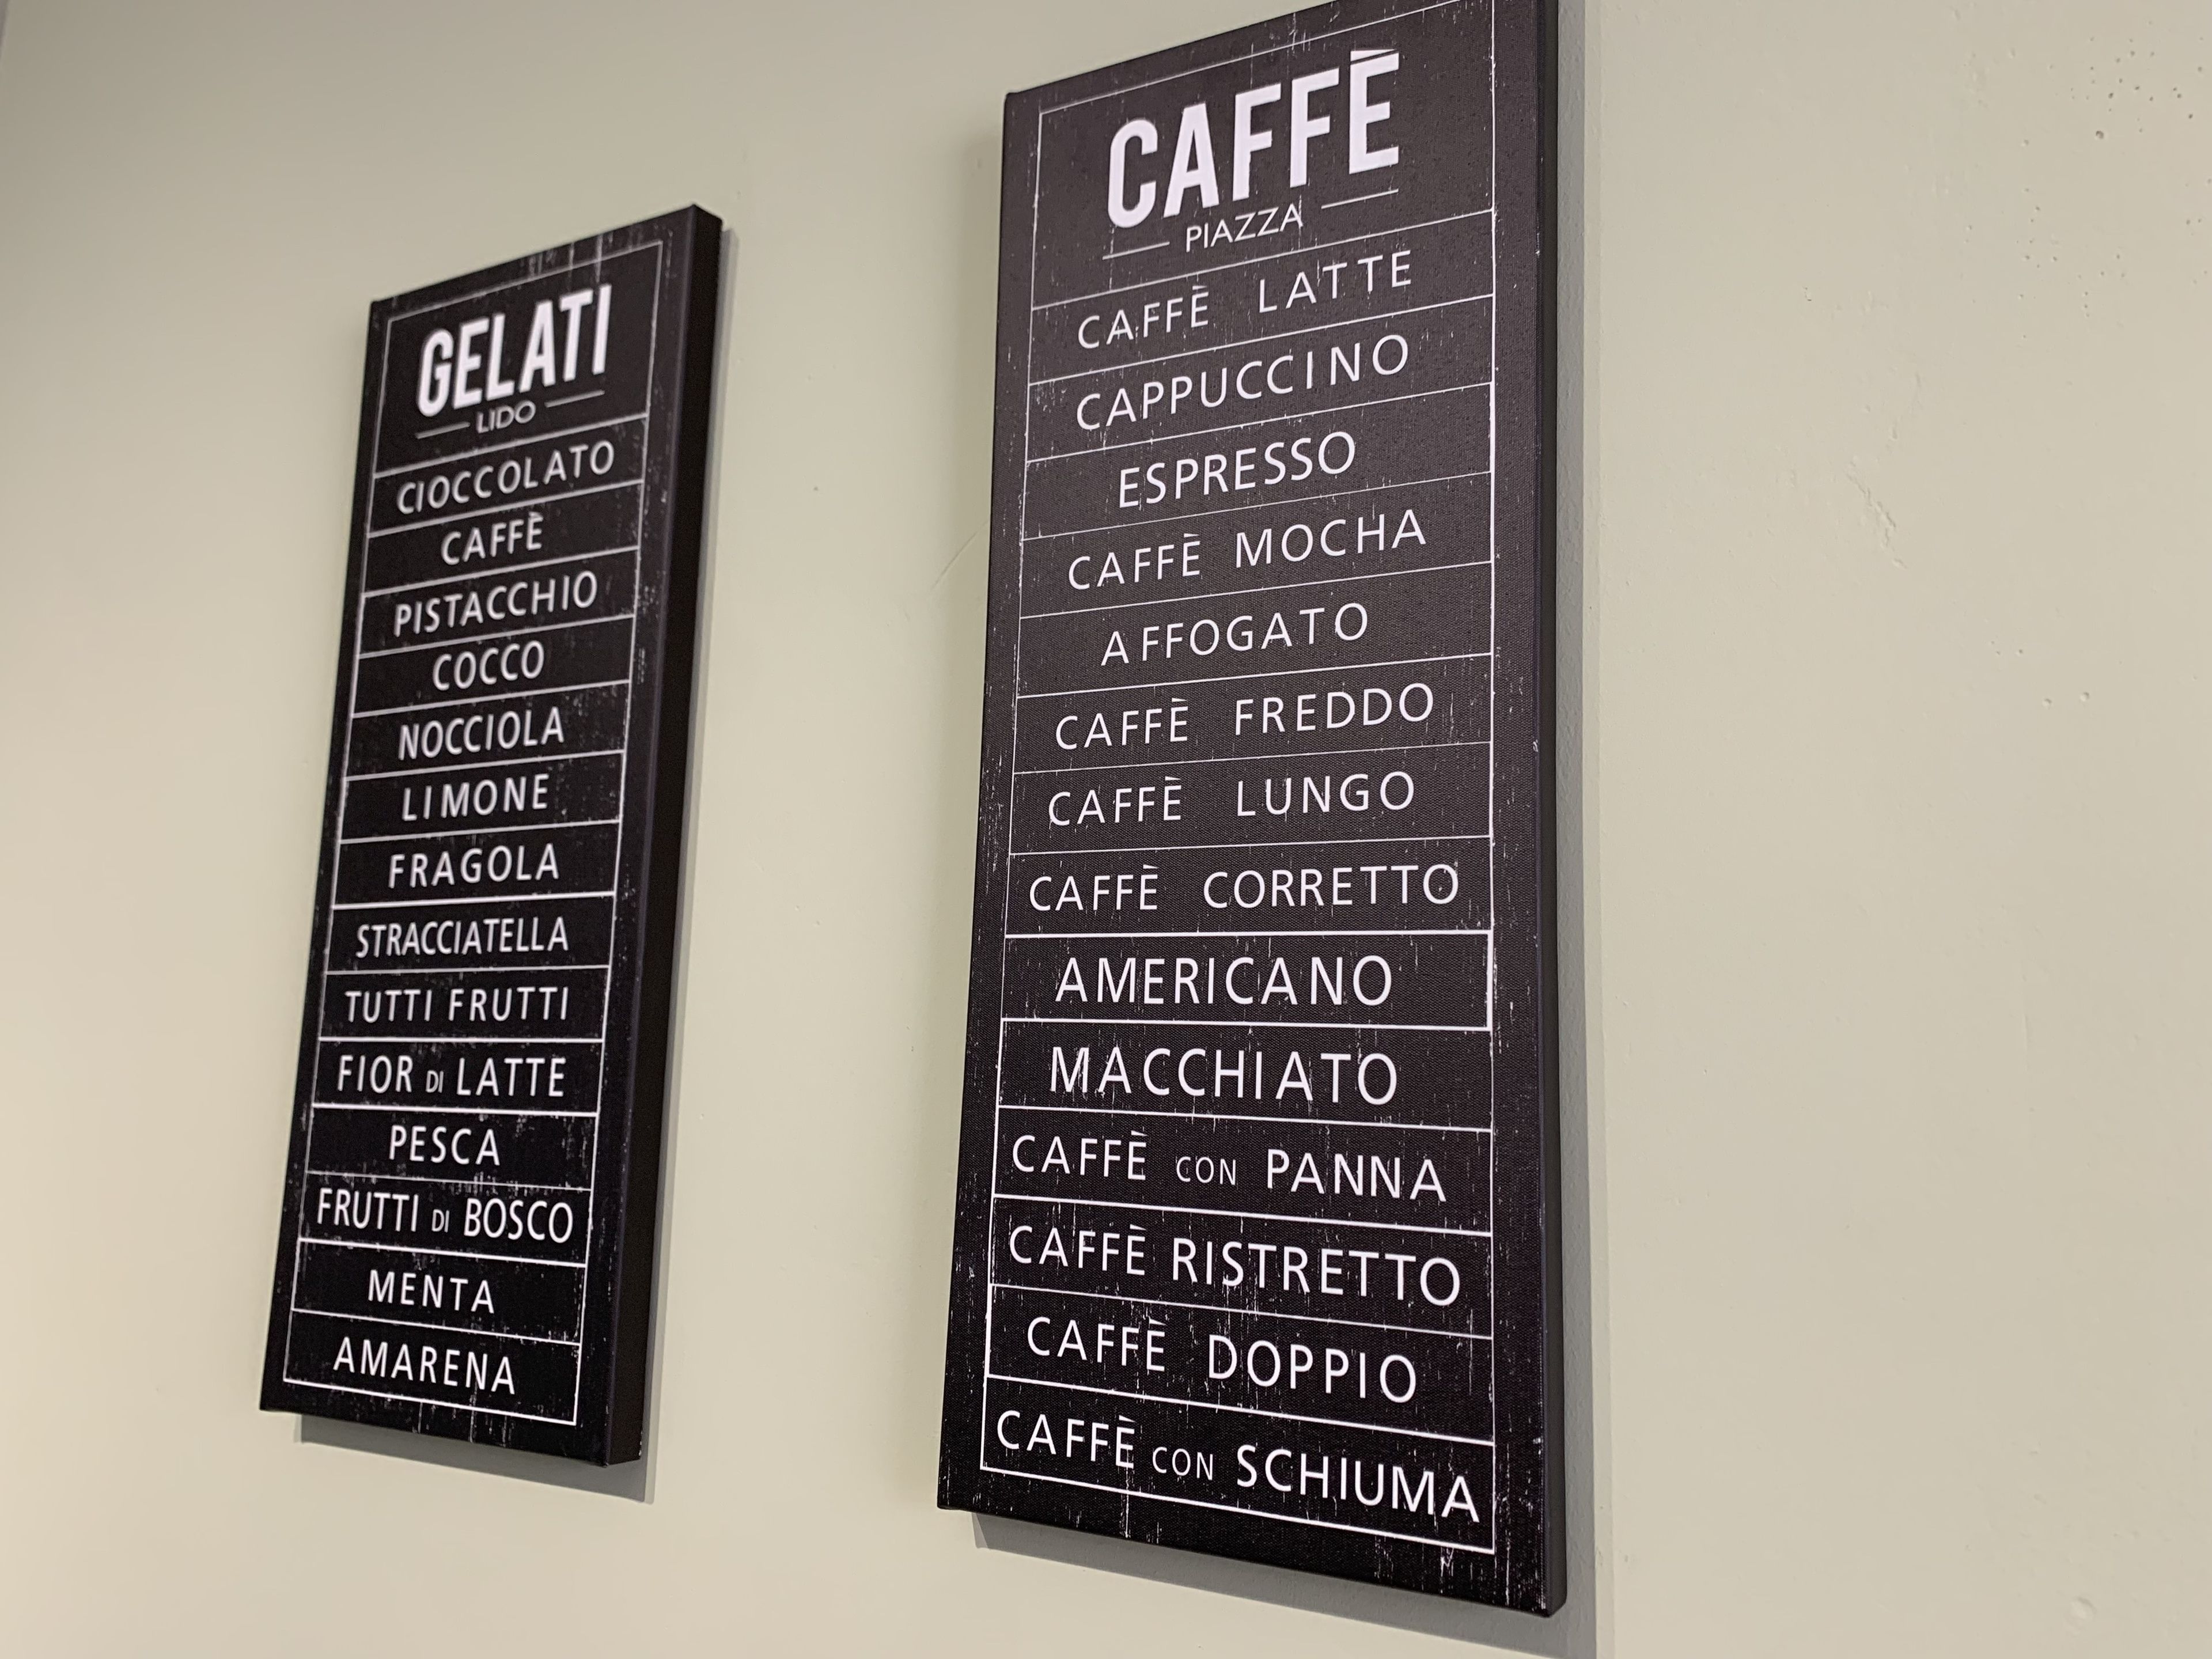 GELATI
LIDO
CIOCCOLATO
CAFFÈ
PISTACCHIO
COCCO
NOCCIOLA
LIMONE
FRAGOLA
STRACCIATELLA
TUTTI FRUTTI
FIOR DI LATTE
PESCA
FRUTTI DI BOSCO
MENTA
AMARENA
CAFFÈ
PIAZZA
CAFFÈ LATTE
CAPPUCCINO
ESPRESSO
CAFFÈ MOCHA
AFFOGATO
CAFFÈ FREDDO
CAFFÈ LUNGO
CAFFÈ CORRETTO
AMERICANO
MACCHIATO
CAFFÈ CON PANNA
CAFFÈ RISTRETTO
CAFFÈ DOPPIO
CAFFÈ CON SCHIUMA